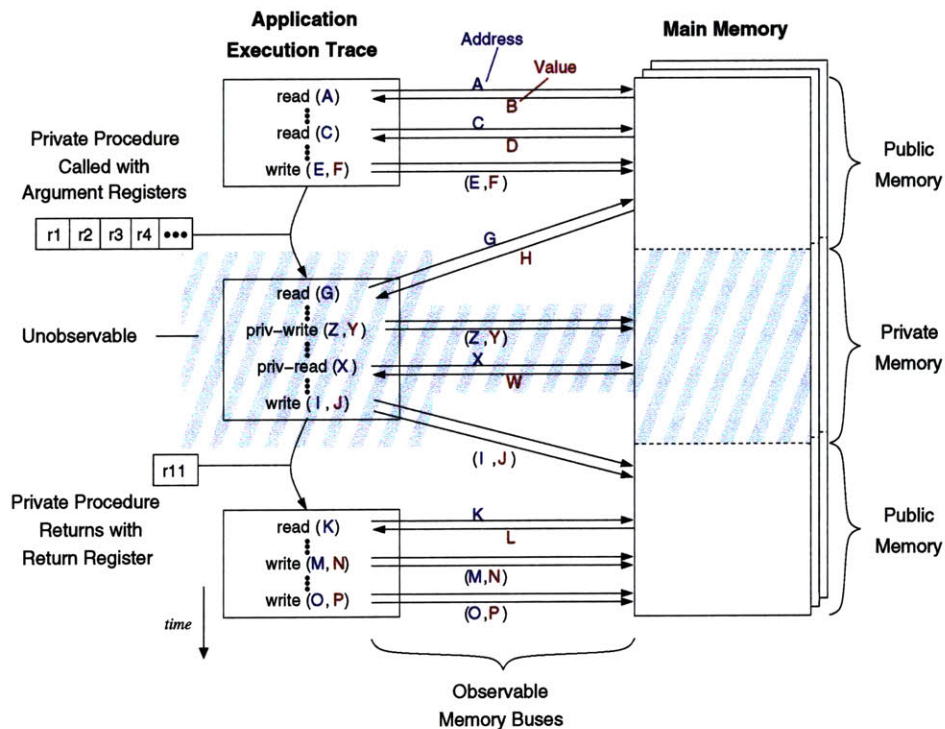 Application
Execution Trace
Main Memory
Address
Value
read (A)
A
B
read (C)
C
D
write (E,F)
(E,F)
Public
Memory
Private Procedure
Called with
Argument Registers
r1 r2 r3 r4 •••
G
H
read (G)
Unobservable
priv-write (Z,Y)
(Z,Y)
priv-read (X)
X
W
write (I,J)
(I,J)
Private
Memory
r11
Private Procedure
Returns with
Return Register
read (K)
K
L
write (M,N)
(M,N)
write (O,P)
(O,P)
Public
Memory
time
Observable
Memory Buses